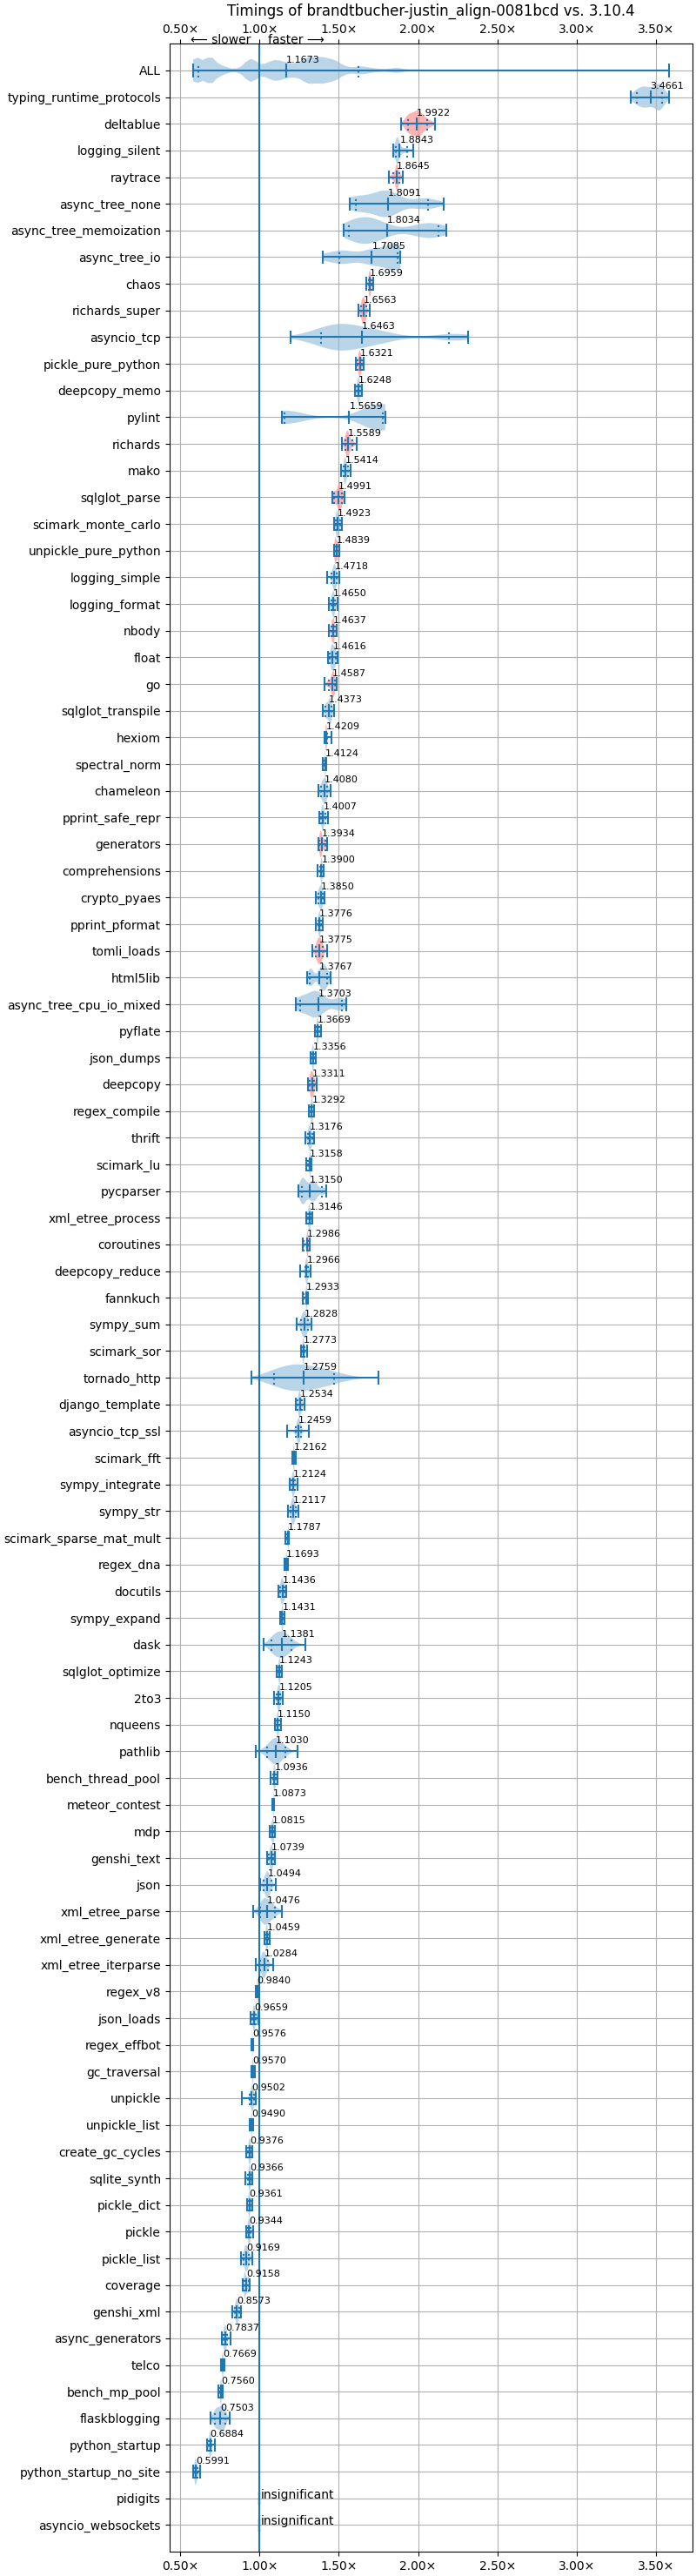 Timings of brandtbucher-justin_align-0081bcd vs. 3.10.4
0.50× 1.00× 1.50× 2.00× 2.50× 3.00× 3.50×
⟵ slower faster ⟶
ALL 1.1673
typing_runtime_protocols 3.4661
deltablue 1.9922
logging_silent 1.8843
raytrace 1.8645
async_tree_none 1.8091
async_tree_memoization 1.8034
async_tree_io 1.7085
chaos 1.6959
richards_super 1.6563
asyncio_tcp 1.6463
pickle_pure_python 1.6321
deepcopy_memo 1.6248
pylint 1.5659
richards 1.5589
mako 1.5414
sqlglot_parse 1.4991
scimark_monte_carlo 1.4923
unpickle_pure_python 1.4839
logging_simple 1.4718
logging_format 1.4650
nbody 1.4637
float 1.4616
go 1.4587
sqlglot_transpile 1.4373
hexiom 1.4209
spectral_norm 1.4124
chameleon 1.4080
pprint_safe_repr 1.4007
generators 1.3934
comprehensions 1.3900
crypto_pyaes 1.3850
pprint_pformat 1.3776
tomli_loads 1.3775
html5lib 1.3767
async_tree_cpu_io_mixed 1.3703
pyflate 1.3669
json_dumps 1.3356
deepcopy 1.3311
regex_compile 1.3292
thrift 1.3176
scimark_lu 1.3158
pycparser 1.3150
xml_etree_process 1.3146
coroutines 1.2986
deepcopy_reduce 1.2966
fannkuch 1.2933
sympy_sum 1.2828
scimark_sor 1.2773
tornado_http 1.2759
django_template 1.2534
asyncio_tcp_ssl 1.2459
scimark_fft 1.2162
sympy_integrate 1.2124
sympy_str 1.2117
scimark_sparse_mat_mult 1.1787
regex_dna 1.1693
docutils 1.1436
sympy_expand 1.1431
dask 1.1381
sqlglot_optimize 1.1243
2to3 1.1205
nqueens 1.1150
pathlib 1.1030
bench_thread_pool 1.0936
meteor_contest 1.0873
mdp 1.0815
genshi_text 1.0739
json 1.0494
xml_etree_parse 1.0476
xml_etree_generate 1.0459
xml_etree_iterparse 1.0284
regex_v8 0.9840
json_loads 0.9659
regex_effbot 0.9576
gc_traversal 0.9570
unpickle 0.9502
unpickle_list 0.9490
create_gc_cycles 0.9376
sqlite_synth 0.9366
pickle_dict 0.9361
pickle 0.9344
pickle_list 0.9169
coverage 0.9158
genshi_xml 0.8573
async_generators 0.7837
telco 0.7669
bench_mp_pool 0.7560
flaskblogging 0.7503
python_startup 0.6884
python_startup_no_site 0.5991
pidigits insignificant
asyncio_websockets insignificant
0.50× 1.00× 1.50× 2.00× 2.50× 3.00× 3.50×